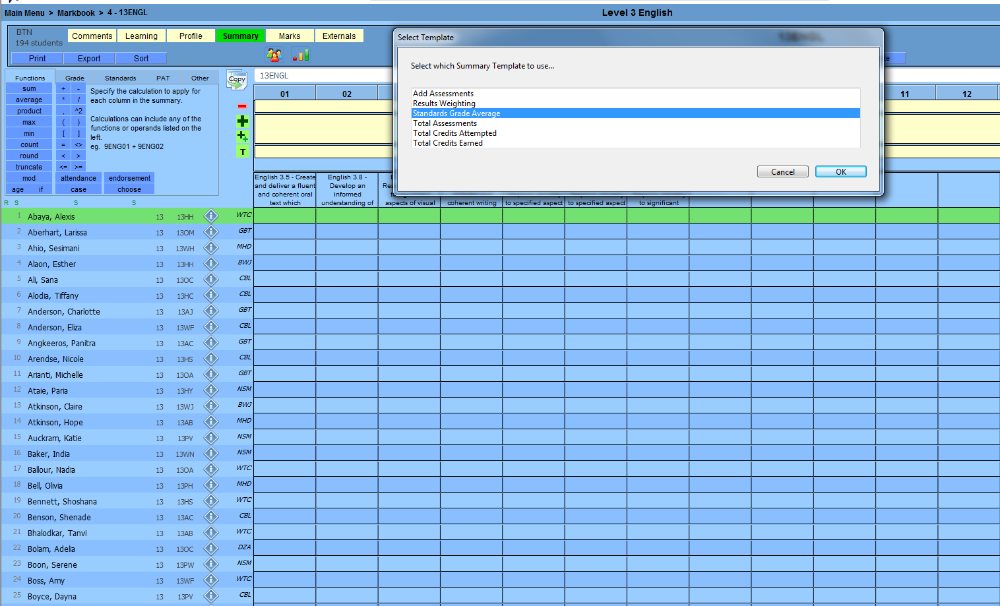 Main Menu > Markbook > 4 - 13ENGL
Level 3 English
BTN
194 students
Comments
Learning
Profile
Summary
Marks
Externals
Print
Export
Sort
Select Template
Select which Summary Template to use...
Add Assessments
Results Weighting
Standards Grade Average
Total Assessments
Total Credits Attempted
Total Credits Earned
Cancel
OK
Functions
Grade
Standards
PAT
Other
Copy
13ENGL
sum + -
average * /
product , ^2
max ( )
min [ ]
count = <>
round < >
truncate <= >=
mod attendance endorsement
age if case choose
Specify the calculation to apply for
each column in the summary.
Calculations can include any of the
functions or operands listed on the
left.
eg. 9ENG01 + 9ENG02
T
01 02 11 12
English 3.5 - Create
and deliver a fluent
and coherent oral
text which
English 3.8 -
Develop an
informed
understanding of
aspects of visual
coherent writing
to specified aspect
to specified aspect
to significant
R S S S
1 Abaya, Alexis 13 13HH WTC
2 Aberhart, Larissa 13 13OM GBT
3 Ahio, Sesimani 13 13WH MHD
4 Alaon, Esther 13 13HH BWJ
5 Ali, Sana 13 13OC CBL
6 Alodia, Tiffany 13 13HC CBL
7 Anderson, Charlotte 13 13AJ GBT
8 Anderson, Eliza 13 13WF CBL
9 Angkeeros, Panitra 13 13AC GBT
10 Arendse, Nicole 13 13HS CBL
11 Arianti, Michelle 13 13OA GBT
12 Ataie, Paria 13 13HY NSM
13 Atkinson, Claire 13 13WJ BWJ
14 Atkinson, Hope 13 13AB MHD
15 Auckram, Katie 13 13PV NSM
16 Baker, India 13 13WN NSM
17 Ballour, Nadia 13 13OA WTC
18 Bell, Olivia 13 13PH MHD
19 Bennett, Shoshana 13 13HS WTC
20 Benson, Shenade 13 13AC CBL
21 Bhalodkar, Tanvi 13 13AB WTC
22 Bolam, Adelia 13 13OC DZA
23 Boon, Serene 13 13PW NSM
24 Boss, Amy 13 13WF WTC
25 Boyce, Dayna 13 13PV CBL